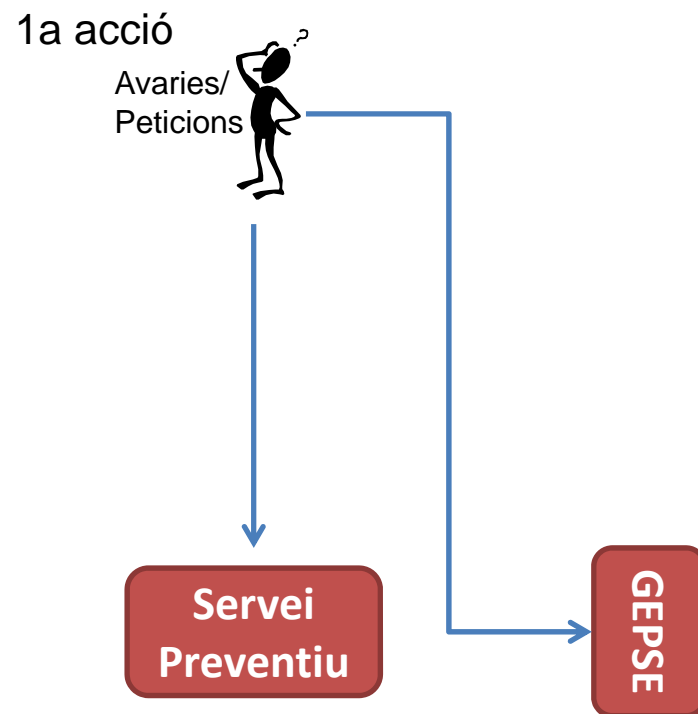 1a acció
?
Avaries/
Peticions
Servei
Preventiu
GEPSE